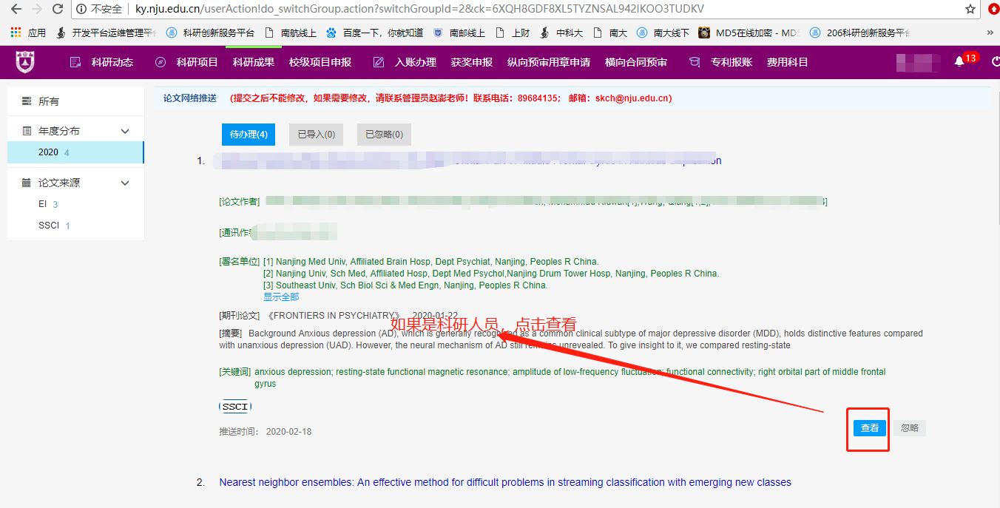 不安全 ky.nju.edu.cn/userAction!do_switchGroup.action?switchGroupId=2&ck=6XQH8GDF8XL5TYZNSAL942IKOO3TUDKV
应用 开发平台运维管理平台 科研创新服务平台 南航线上 百度一下,你就知道 南邮线上 上财 中科大 南大 南大线下 MD5在线加密 - MD5 206科研创新服务平台 »
科研动态 科研项目 科研成果 校级项目申报 入账办理 获奖申报 纵向预审用章申请 横向合同预审 专利报账 费用科目 13
所有
论文网络推送 (提交之后不能修改,如果需要修改,请联系管理员赵澎老师!联系电话:89684135; 邮箱:skch@nju.edu.cn)
年度分布
2020 4
论文来源
EI 3
SSCI 1
待办理(4) 已导入(0) 已忽略(0)
1.
[论文作者]
[通讯作者
[署名单位] [1] Nanjing Med Univ, Affiliated Brain Hosp, Dept Psychiat, Nanjing, Peoples R China.
[2] Nanjing Univ, Sch Med, Affiliated Hosp, Dept Med Psychol,Nanjing Drum Tower Hosp, Nanjing, Peoples R China.
[3] Southeast Univ, Sch Biol Sci & Med Engn, Nanjing, Peoples R China.
显示全部
[期刊论文] 《FRONTIERS IN PSYCHIATRY》 2020-01-22
如果是科研人员,点击查看
[摘要] Background Anxious depression (AD), which is generally recognized as a common clinical subtype of major depressive disorder (MDD), holds distinctive features compared
with unanxious depression (UAD). However, the neural mechanism of AD still remains unrevealed. To give insight to it, we compared resting-state
[关键词] anxious depression; resting-state functional magnetic resonance; amplitude of low-frequency fluctuation; functional connectivity; right orbital part of middle frontal
gyrus
SSCI
推送时间: 2020-02-18
查看 忽略
2. Nearest neighbor ensembles: An effective method for difficult problems in streaming classification with emerging new classes